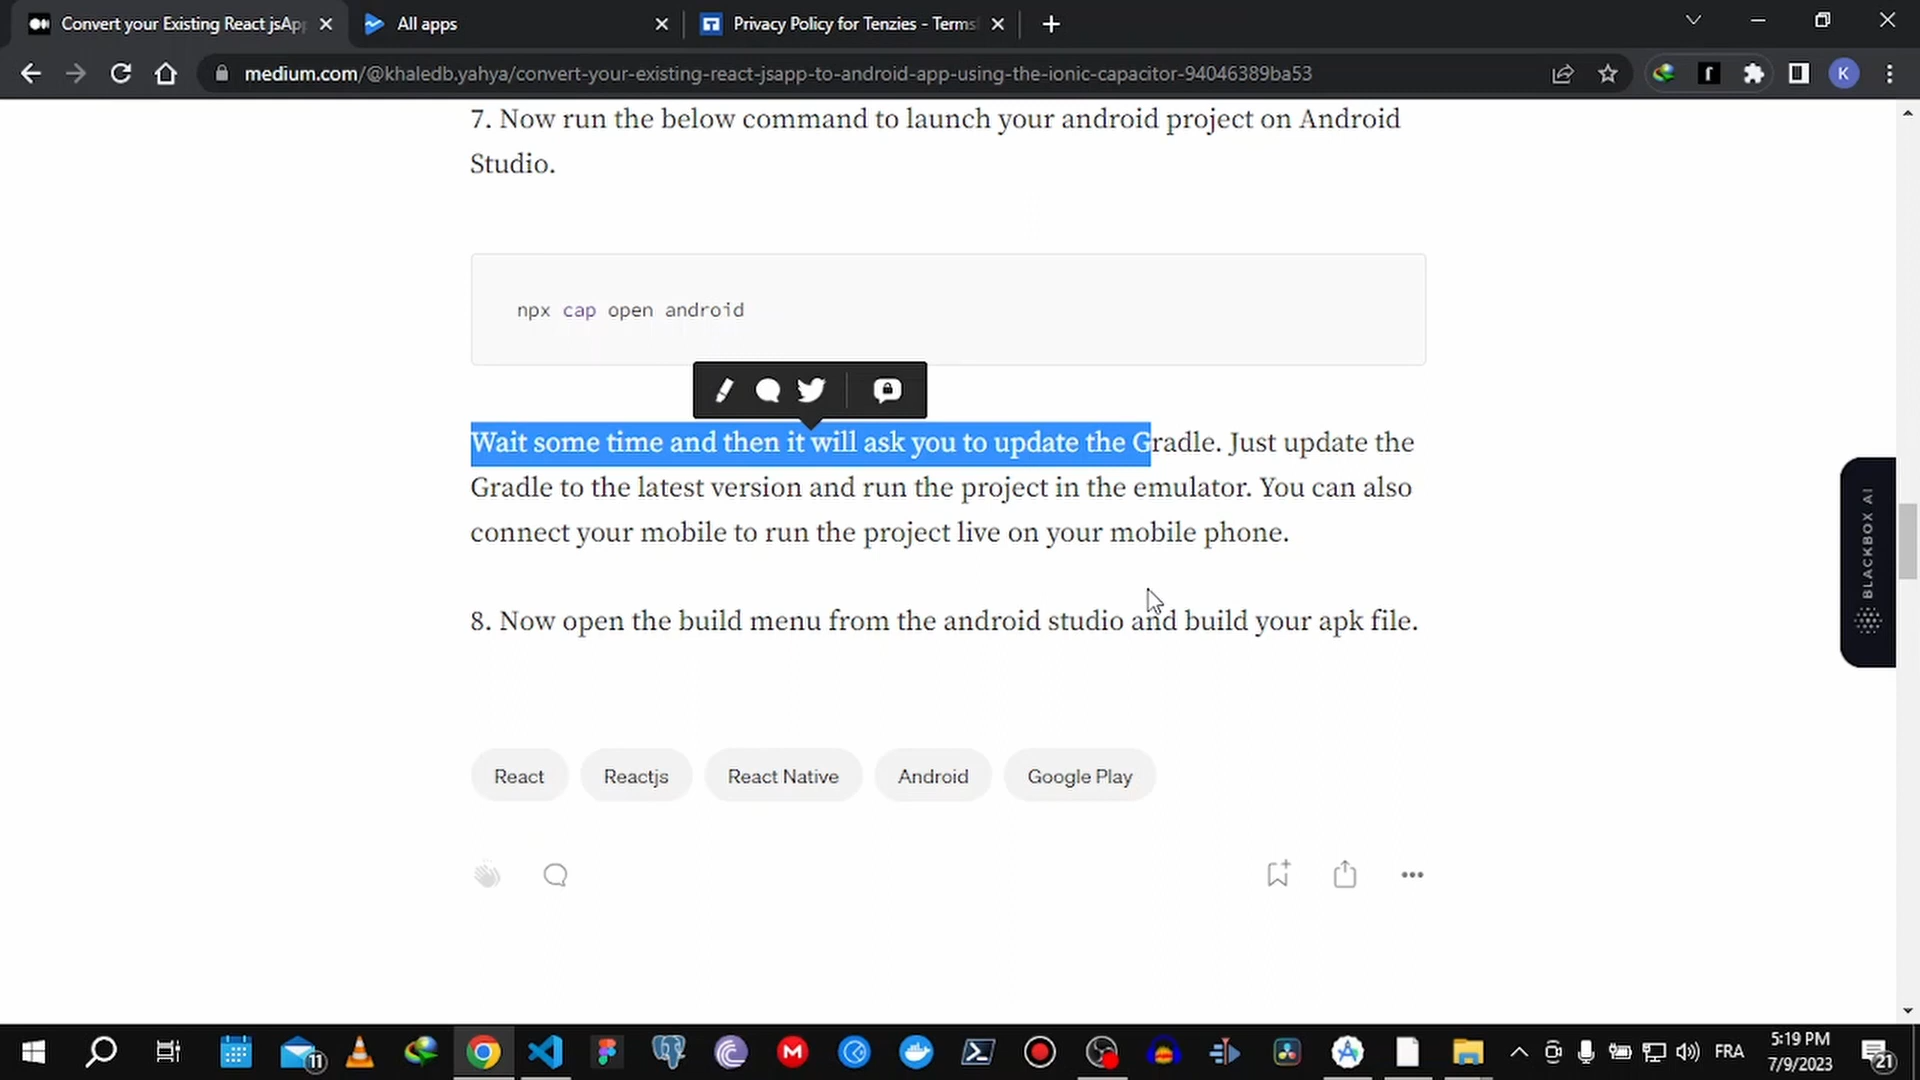 Convert your Existing React jsApp
All apps
Privacy Policy for Tenzies - Terms
medium.com/@khaledb.yahya/convert-your-existing-react-jsapp-to-android-app-using-the-ionic-capacitor-94046389ba53
K
7. Now run the below command to launch your android project on Android
Studio.
npx cap open android
Wait some time and then it will ask you to update the Gradle. Just update the
Gradle to the latest version and run the project in the emulator. You can also
connect your mobile to run the project live on your mobile phone.
8. Now open the build menu from the android studio and build your apk file.
BLACKBOX AI
React
Reactjs
React Native
Android
Google Play
11
FRA
5:19 PM
7/9/2023
21